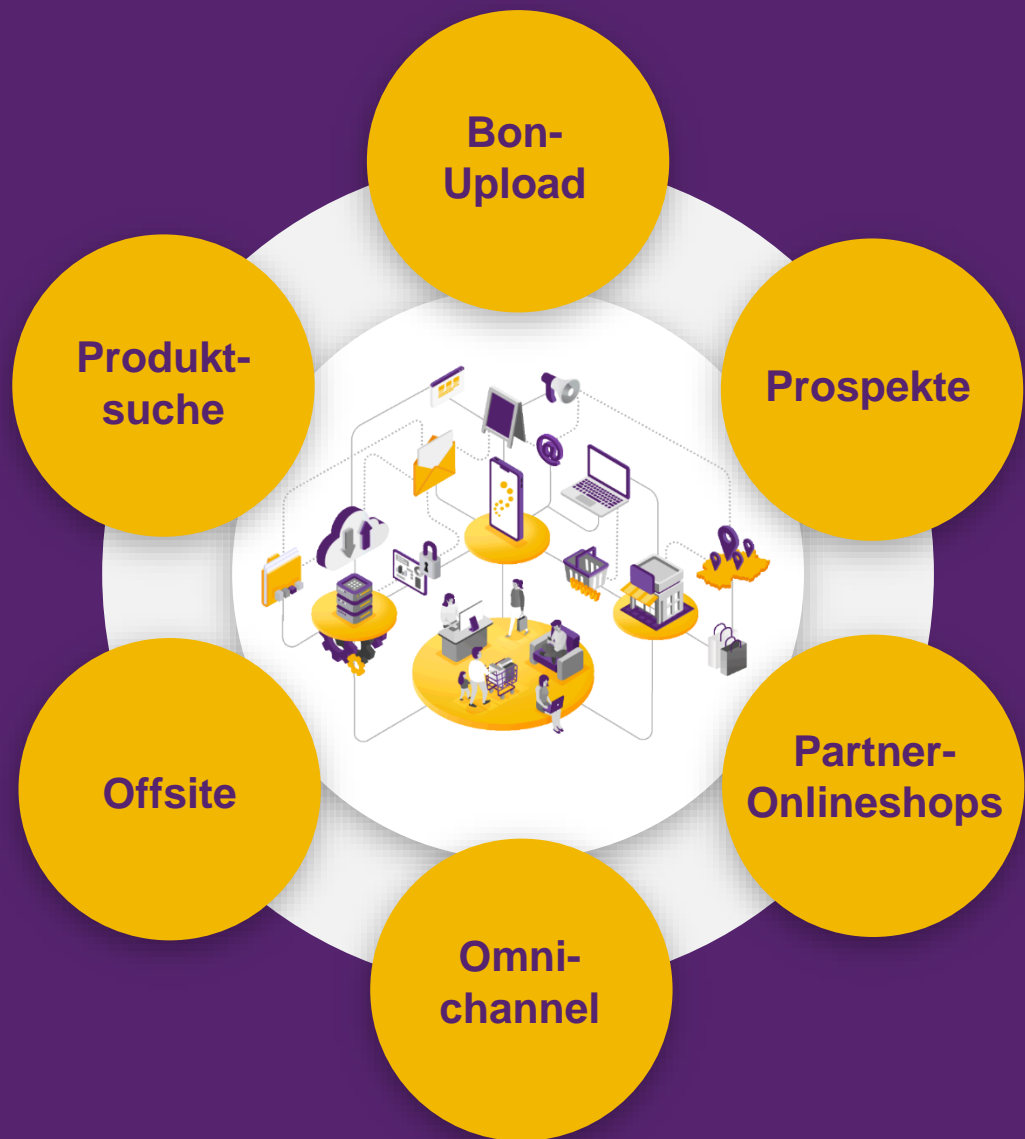 Bon-
Upload
Produkt-
suche
Prospekte
Offsite
Partner-
Onlineshops
Omni-
channel
@